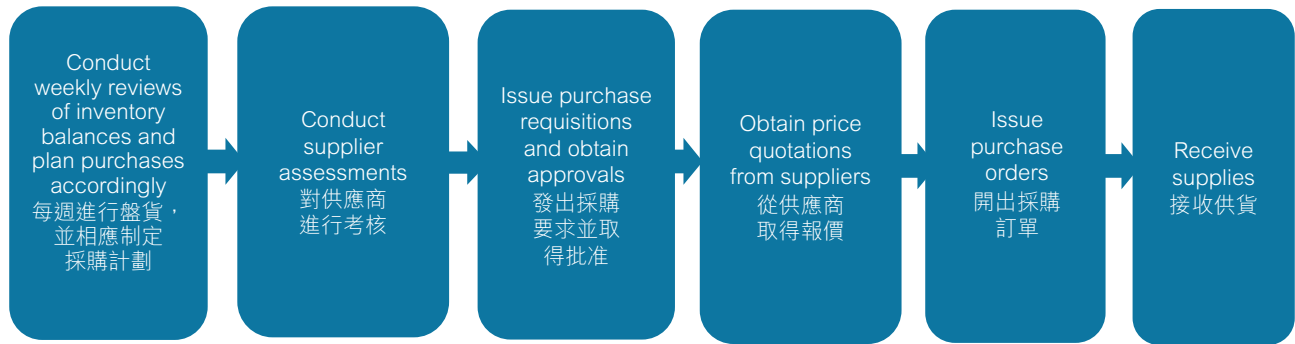 Conduct
weekly reviews
of inventory
balances and
plan purchases
accordingly
每週進行盤貨，
並相應制定
採購計劃
Conduct
supplier
assessments
對供應商
進行考核
Issue purchase
requisitions
and obtain
approvals
發出採購
要求並取
得批准
Obtain price
quotations
from suppliers
從供應商
取得報價
Issue
purchase
orders
開出採購
訂單
Receive
supplies
接收供貨